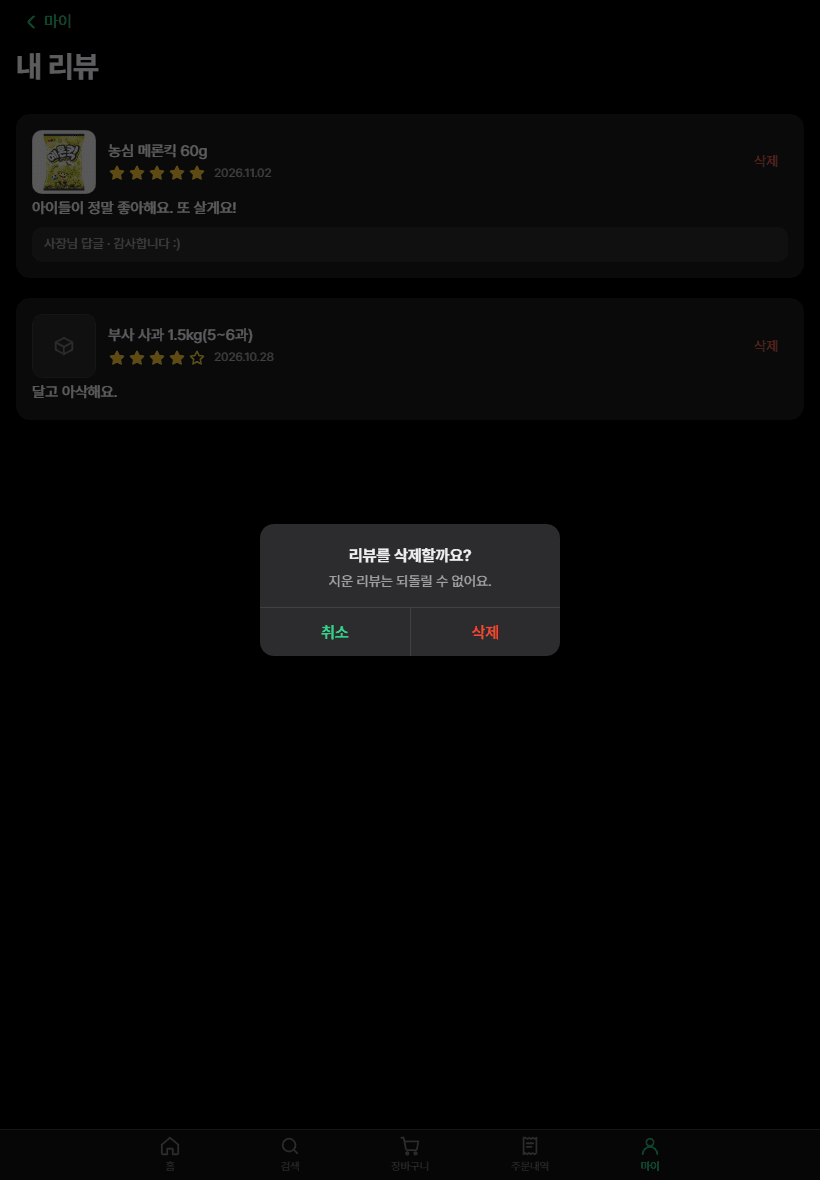 마이
내 리뷰
농심 메론킥 60g
2026.11.02
삭제
메론킥
아이들이 정말 좋아해요. 또 살게요!
사장님 답글 · 감사합니다 :)
부사 사과 1.5kg(5~6과)
2026.10.28
삭제
달고 아삭해요.
리뷰를 삭제할까요?
지운 리뷰는 되돌릴 수 없어요.
취소
삭제
홈
검색
장바구니
주문내역
마이